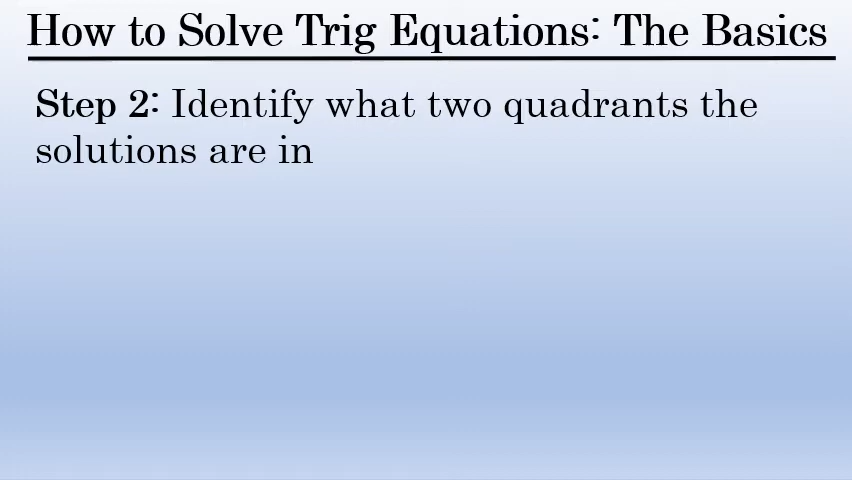 How to Solve Trig Equations: The Basics
Step 2: Identify what two quadrants the
solutions are in